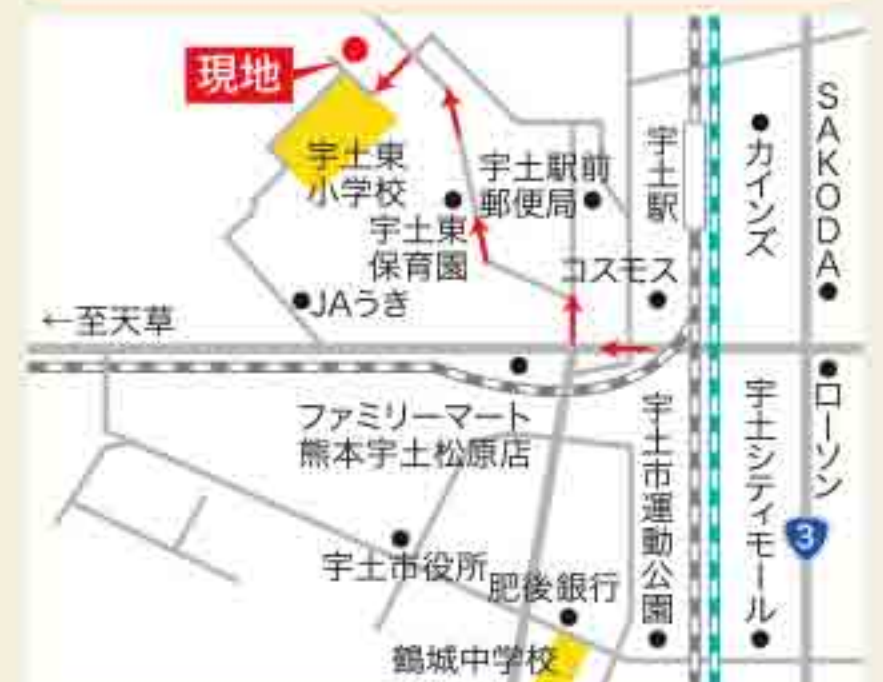 現地
宇土東
小学校
宇土駅前
郵便局
宇土駅
カインズ
SAKODA
宇土東
保育園
コスモス
JAうき
←至天草
ファミリーマート
熊本宇土松原店
宇土市運動公園
宇土シティモール
ローソン
3
宇土市役所
肥後銀行
鶴城中学校